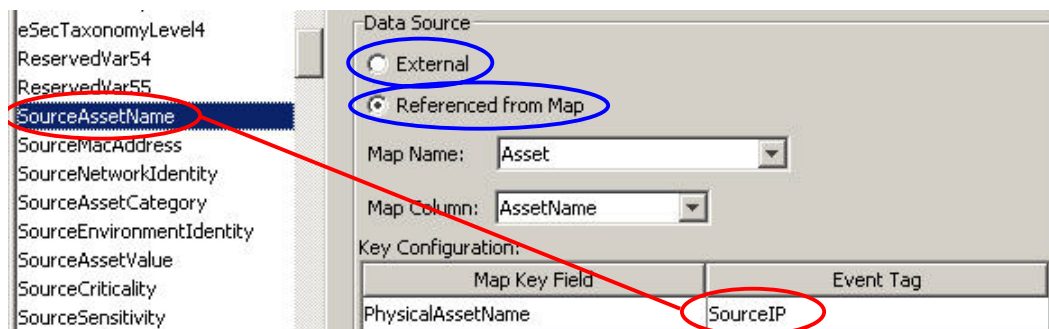 eSecTaxonomyLevel4
ReservedVar54
ReservedVar55
SourceAssetName
SourceMacAddress
SourceNetworkIdentity
SourceAssetCategory
SourceEnvironmentIdentity
SourceAssetValue
SourceCriticality
SourceSensitivity
Data Source
External
Referenced from Map
Map Name: Asset
Map Column: AssetName
Key Configuration:
Map Key Field Event Tag
PhysicalAssetName SourceIP